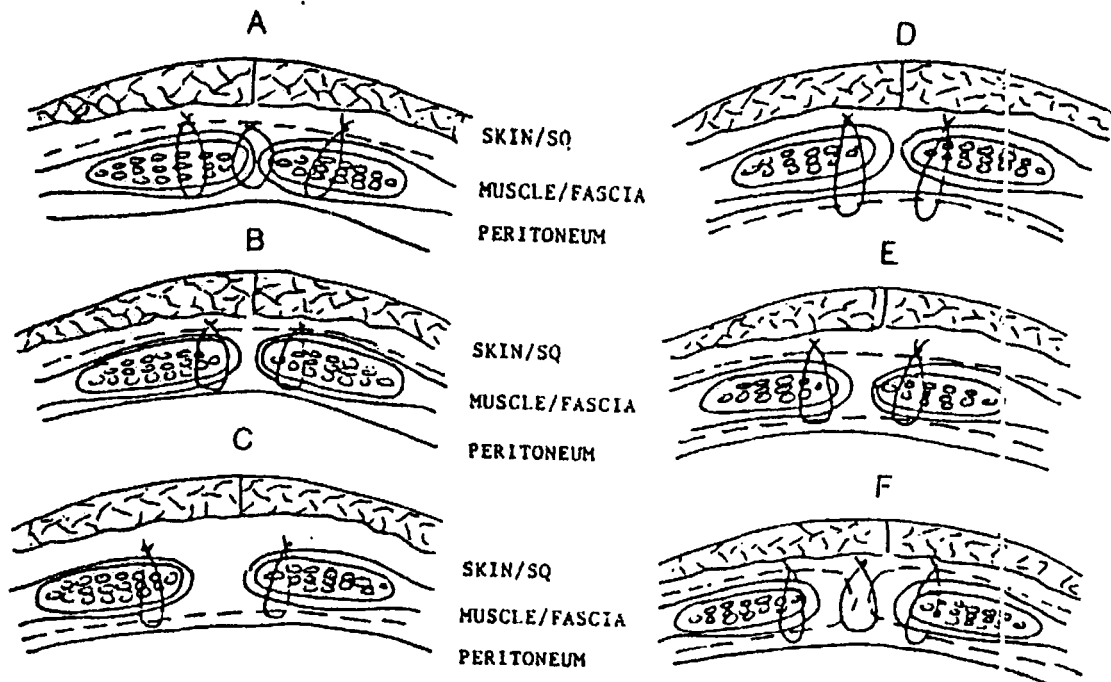 A
SKIN/SQ
MUSCLE/FASCIA
PERITONEUM
B
SKIN/SQ
MUSCLE/FASCIA
PERITONEUM
C
SKIN/SQ
MUSCLE/FASCIA
PERITONEUM
D
E
F